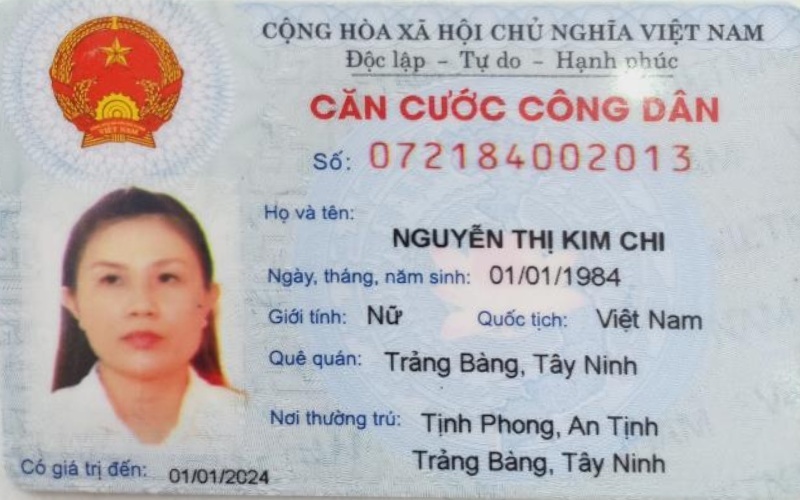 CỘNG HÒA XÃ HỘI CHỦ NGHĨA VIỆT NAM
Độc lập - Tự do - Hạnh phúc
CĂN CƯỚC CÔNG DÂN
Số: 072184002013
Họ và tên:
NGUYỄN THỊ KIM CHI
Ngày, tháng, năm sinh: 01/01/1984
Giới tính: Nữ Quốc tịch: Việt Nam
Quê quán: Trảng Bàng, Tây Ninh
Nơi thường trú: Tịnh Phong, An Tịnh
Trảng Bàng, Tây Ninh
Có giá trị đến: 01/01/2024
VIỆT NAM